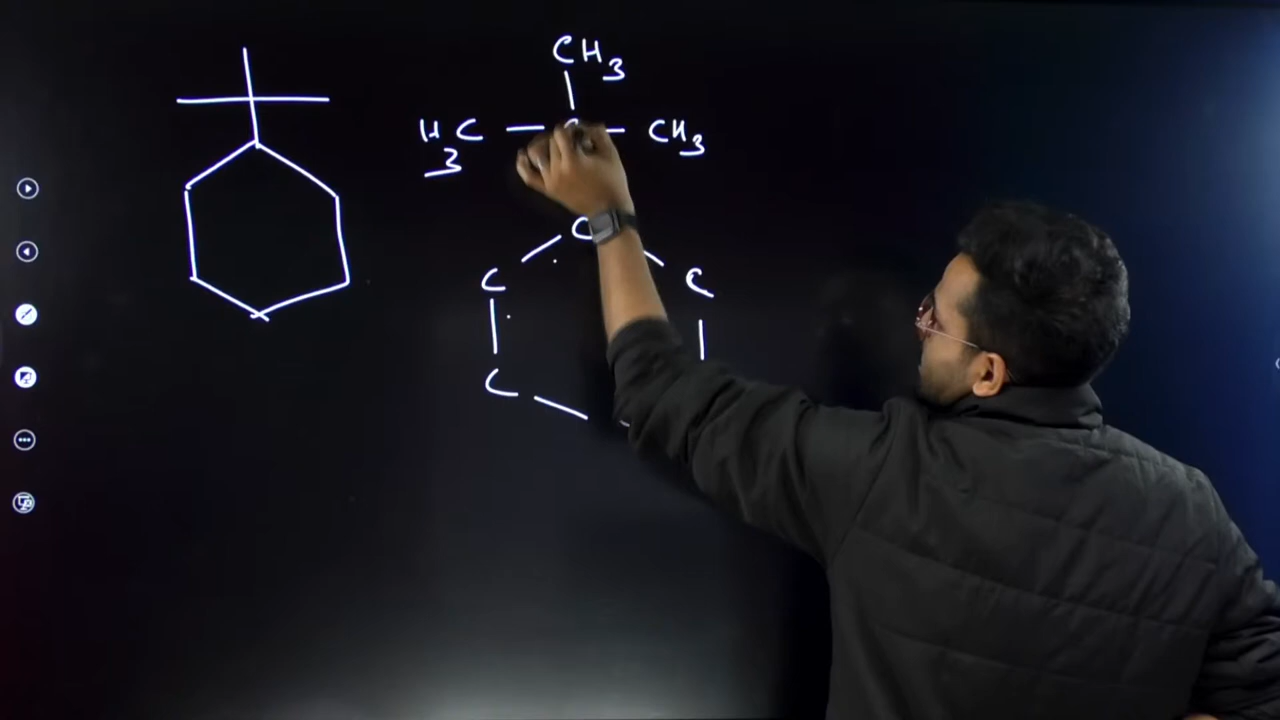 CH3
H3C — C — CH3
C
C C
C